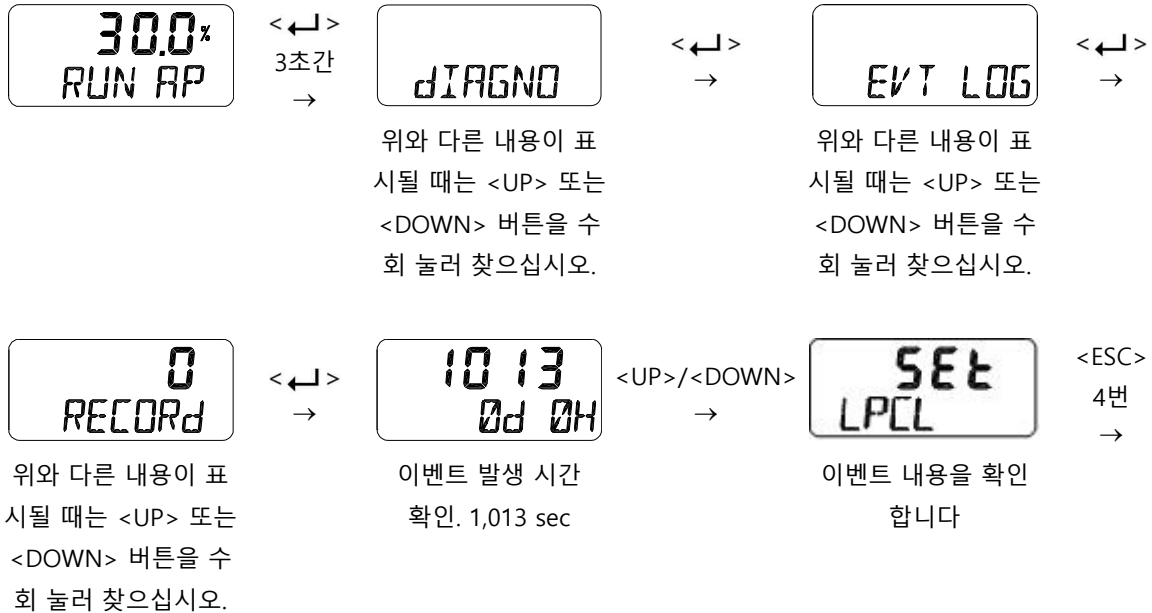 30.0%
RUN AP
<↵>
3초간
→
dIAGNO
<↵>
→
EVT LOG
<↵>
→
위와 다른 내용이 표
시될 때는 <UP> 또는
<DOWN> 버튼을 수
회 눌러 찾으십시오.
위와 다른 내용이 표
시될 때는 <UP> 또는
<DOWN> 버튼을 수
회 눌러 찾으십시오.
0
RECORd
<↵>
→
1013
0d 0H
<UP>/<DOWN>
→
SEt
LPCL
<ESC>
4번
→
위와 다른 내용이 표
시될 때는 <UP> 또는
<DOWN> 버튼을 수
회 눌러 찾으십시오.
이벤트 발생 시간
확인. 1,013 sec
이벤트 내용을 확인
합니다